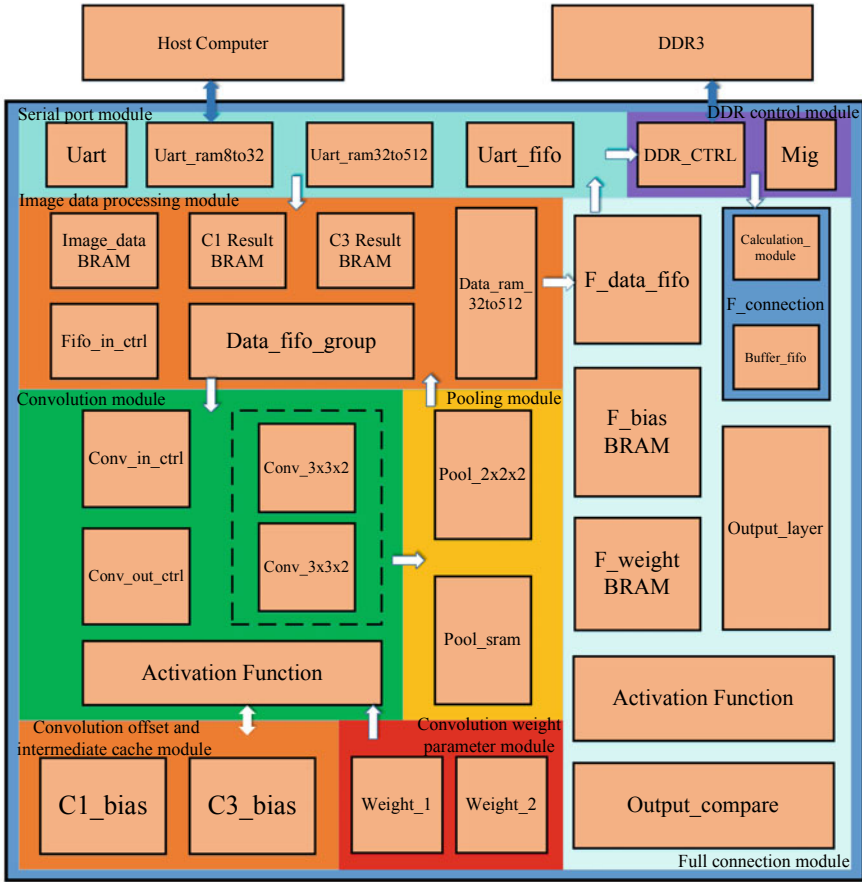 Host Computer
DDR3
Serial port module
DDR control module
Uart
Uart_ram8to32
Uart_ram32to512
Uart_fifo
DDR_CTRL
Mig
Image data processing module
Image_data
BRAM
C1 Result
BRAM
C3 Result
BRAM
Data_ram_
32to512
Fifo_in_ctrl
Data_fifo_group
F_data_fifo
Calculation_
module
F_connection
Buffer_fifo
Convolution module
Pooling module
Conv_in_ctrl
Conv_3x3x2
Pool_2x2x2
F_bias
BRAM
Conv_out_ctrl
Conv_3x3x2
Output_layer
F_weight
BRAM
Pool_sram
Activation Function
Activation Function
Convolution offset and
intermediate cache module
Convolution weight
parameter module
C1_bias
C3_bias
Weight_1
Weight_2
Output_compare
Full connection module